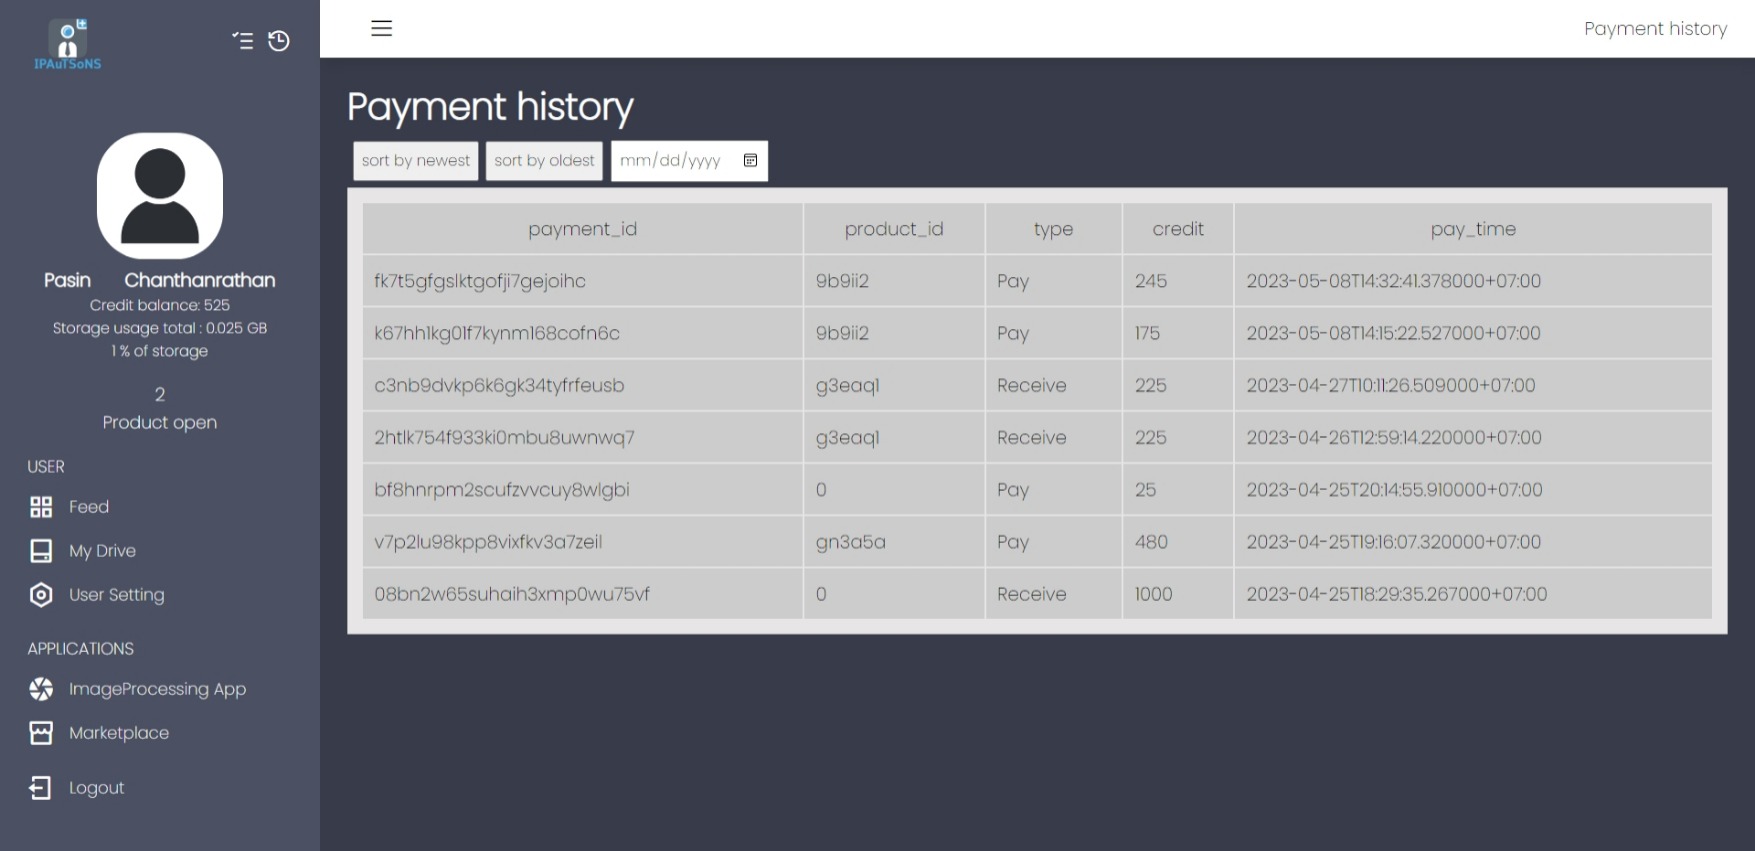 IPAuTSoNS
Pasin Chanthanrathan
Credit balance: 525
Storage usage total : 0.025 GB
1 % of storage
2
Product open
USER
Feed
My Drive
User Setting
APPLICATIONS
ImageProcessing App
Marketplace
Logout
Payment history
Payment history
sort by newest sort by oldest mm/dd/yyyy
payment_id product_id type credit pay_time
fk7t5gfgslktgofji7gejoihc 9b9ii2 Pay 245 2023-05-08T14:32:41.378000+07:00
k67hh1kg01f7kynm168cofn6c 9b9ii2 Pay 175 2023-05-08T14:15:22.527000+07:00
c3nb9dvkp6k6gk34tyfrfeusb g3eaq1 Receive 225 2023-04-27T10:11:26.509000+07:00
2htlk754f933ki0mbu8uwnwq7 g3eaq1 Receive 225 2023-04-26T12:59:14.220000+07:00
bf8hnrpm2scufzvvcuy8wlgbi 0 Pay 25 2023-04-25T20:14:55.910000+07:00
v7p2lu98kpp8vixfkv3a7zeil gn3a5a Pay 480 2023-04-25T19:16:07.320000+07:00
08bn2w65suhaih3xmp0wu75vf 0 Receive 1000 2023-04-25T18:29:35.267000+07:00